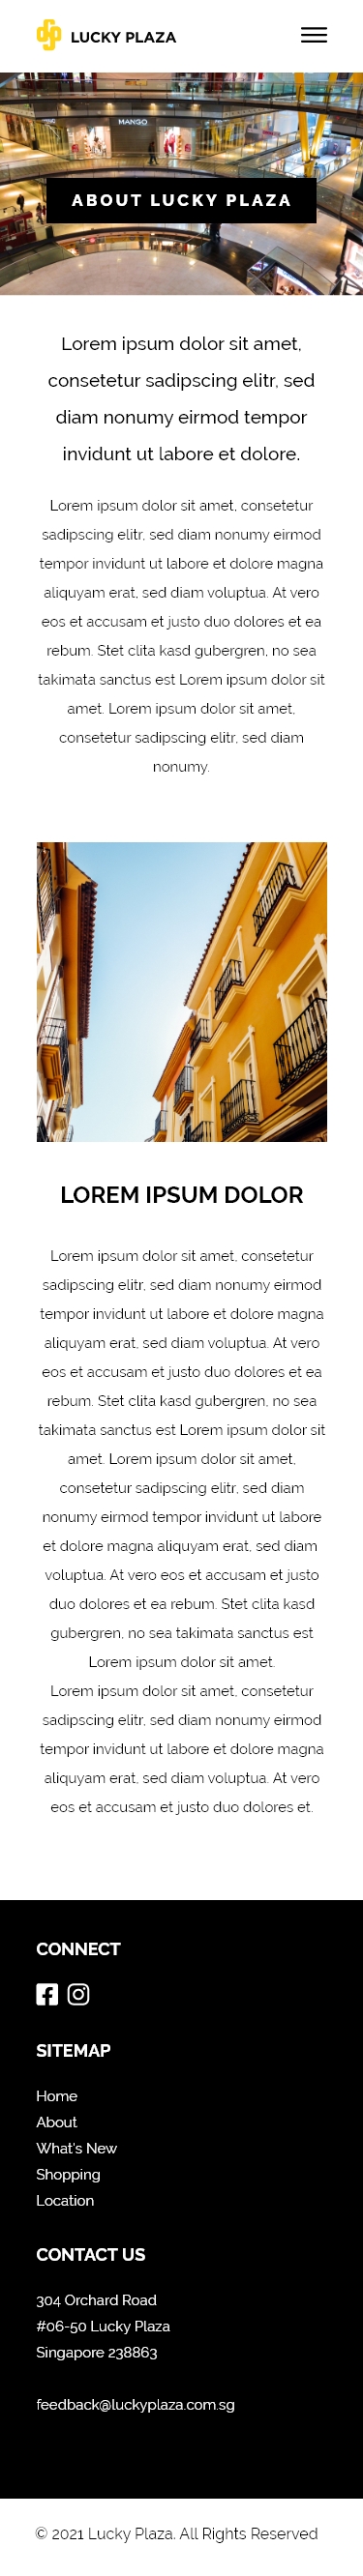 LUCKY PLAZA
MANGO
ABOUT LUCKY PLAZA
Lorem ipsum dolor sit amet,
consetetur sadipscing elitr, sed
diam nonumy eirmod tempor
invidunt ut labore et dolore.
Lorem ipsum dolor sit amet, consetetur
sadipscing elitr, sed diam nonumy eirmod
tempor invidunt ut labore et dolore magna
aliquyam erat, sed diam voluptua. At vero
eos et accusam et justo duo dolores et ea
rebum. Stet clita kasd gubergren, no sea
takimata sanctus est Lorem ipsum dolor sit
amet. Lorem ipsum dolor sit amet,
consetetur sadipscing elitr, sed diam
nonumy.
LOREM IPSUM DOLOR
Lorem ipsum dolor sit amet, consetetur
sadipscing elitr, sed diam nonumy eirmod
tempor invidunt ut labore et dolore magna
aliquyam erat, sed diam voluptua. At vero
eos et accusam et justo duo dolores et ea
rebum. Stet clita kasd gubergren, no sea
takimata sanctus est Lorem ipsum dolor sit
amet. Lorem ipsum dolor sit amet,
consetetur sadipscing elitr, sed diam
nonumy eirmod tempor invidunt ut labore
et dolore magna aliquyam erat, sed diam
voluptua. At vero eos et accusam et justo
duo dolores et ea rebum. Stet clita kasd
gubergren, no sea takimata sanctus est
Lorem ipsum dolor sit amet.
Lorem ipsum dolor sit amet, consetetur
sadipscing elitr, sed diam nonumy eirmod
tempor invidunt ut labore et dolore magna
aliquyam erat, sed diam voluptua. At vero
eos et accusam et justo duo dolores et.
CONNECT
SITEMAP
Home
About
What's New
Shopping
Location
CONTACT US
304 Orchard Road
#06-50 Lucky Plaza
Singapore 238863
feedback@luckyplaza.com.sg
© 2021 Lucky Plaza. All Rights Reserved